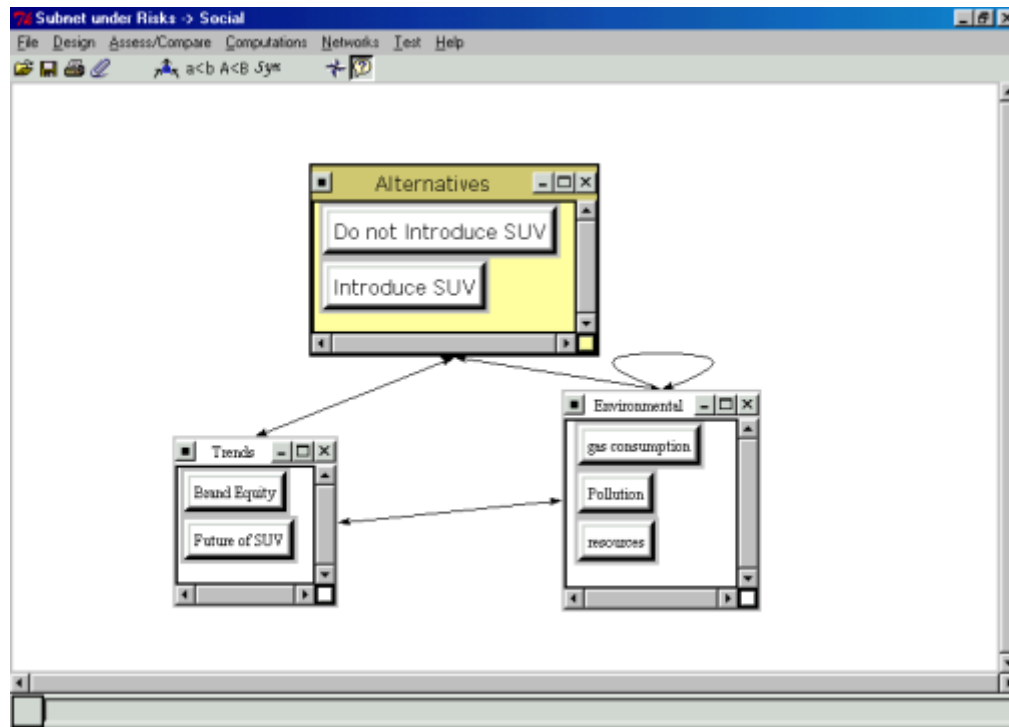 Subnet under Risks -> Social
File Design Assess/Compare Computations Networks Test Help
a<b A<B Sym
Alternatives
Do not Introduce SUV
Introduce SUV
Environmental
gas consumption
Pollution
resources
Trends
Brand Equity
Future of SUV